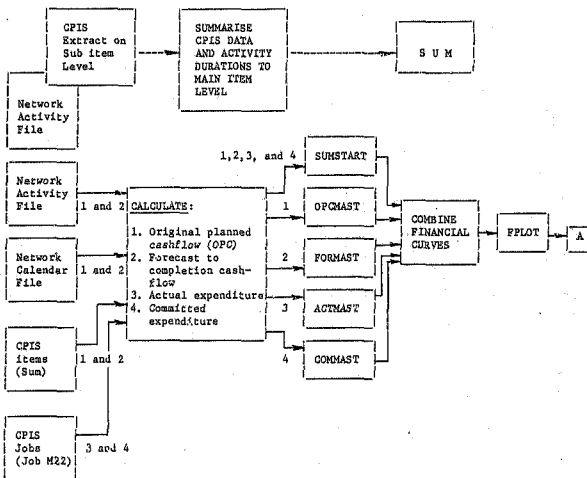 CPIS
Extract on
Sub item
Level
SUMMARISE
CPIS DATA
AND ACTIVITY
DURATIONS TO
MAIN ITEM
LEVEL
S U M
Network
Activity
File
Network
Activity
File
1 and 2
Network
Calendar
File
1 and 2
CPIS
items
(Sum)
1 and 2
CPIS
Jobs
(Job M22)
3 and 4
CALCULATE:
1. Original planned
cashflow (OPC)
2. Forecast to
completion cash-
flow
3. Actual expenditure
4. Committed
expenditure
1,2,3, and 4
SUMSTART
1
OPCMAST
2
FORMAST
3
ACTMAST
4
COMMAST
COMBINE
FINANCIAL
CURVES
FPLOT
A